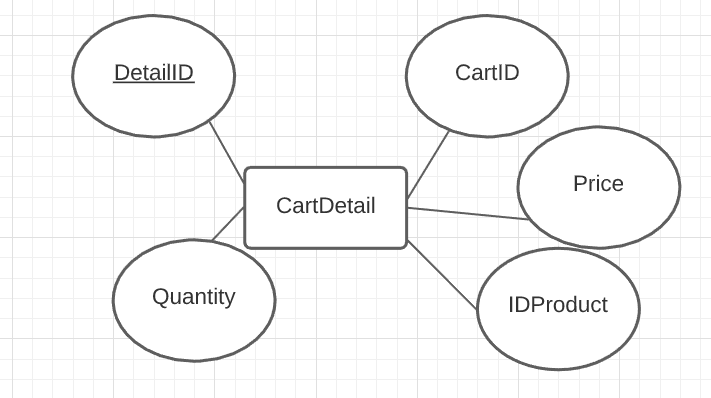 DetailID
CartID
Price
CartDetail
Quantity
IDProduct